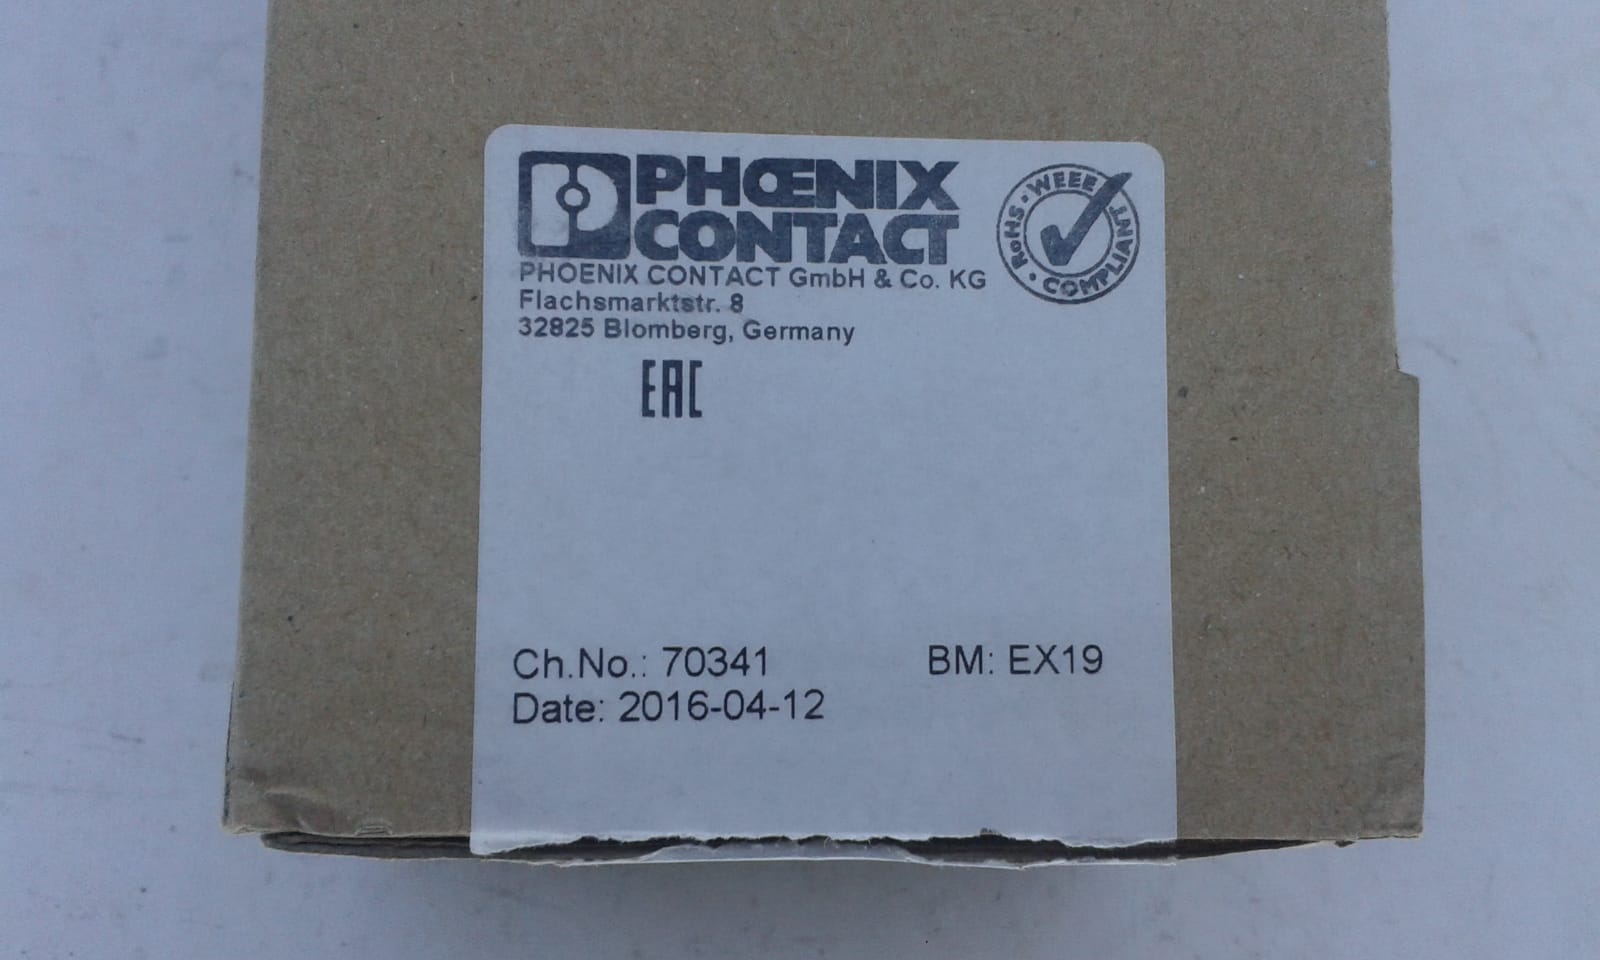 PHŒNIX
CONTACT
WEEE
RoHS
COMPLIANT
PHOENIX CONTACT GmbH & Co. KG
Flachsmarktstr. 8
32825 Blomberg, Germany
EAC
Ch.No.: 70341 BM: EX19
Date: 2016-04-12